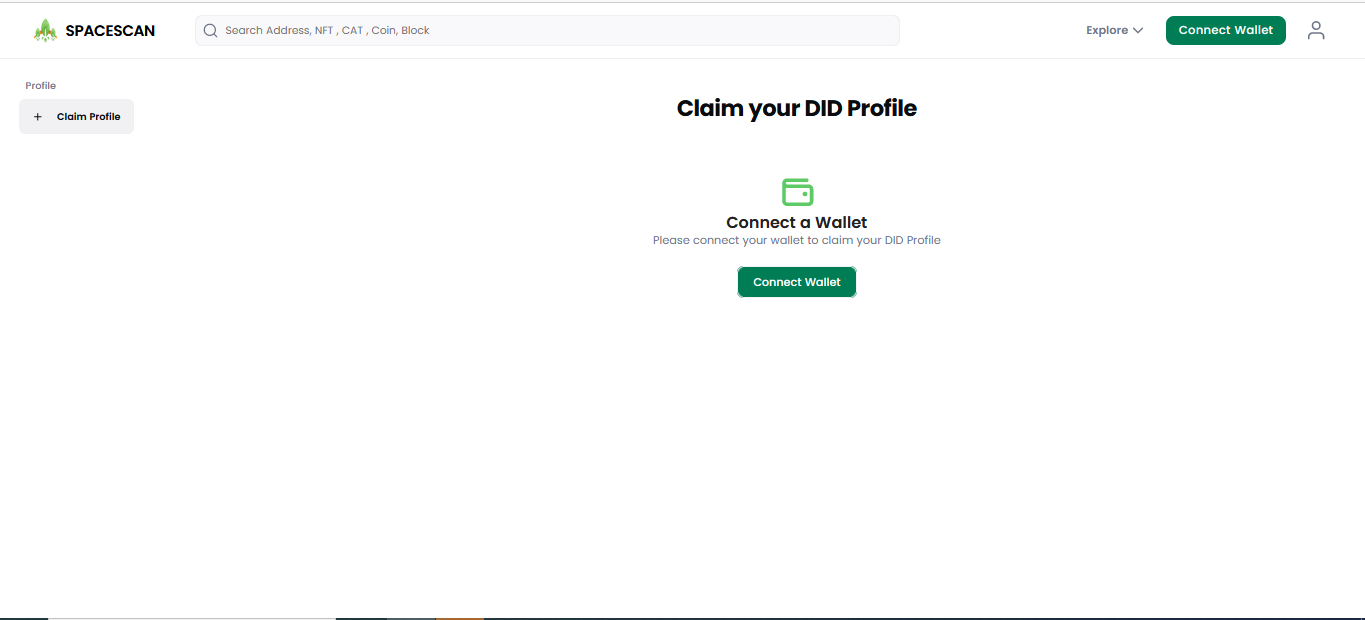 SPACESCAN
Search Address, NFT , CAT , Coin, Block
Explore
Connect Wallet
Profile
+ Claim Profile
Claim your DID Profile
Connect a Wallet
Please connect your wallet to claim your DID Profile
Connect Wallet